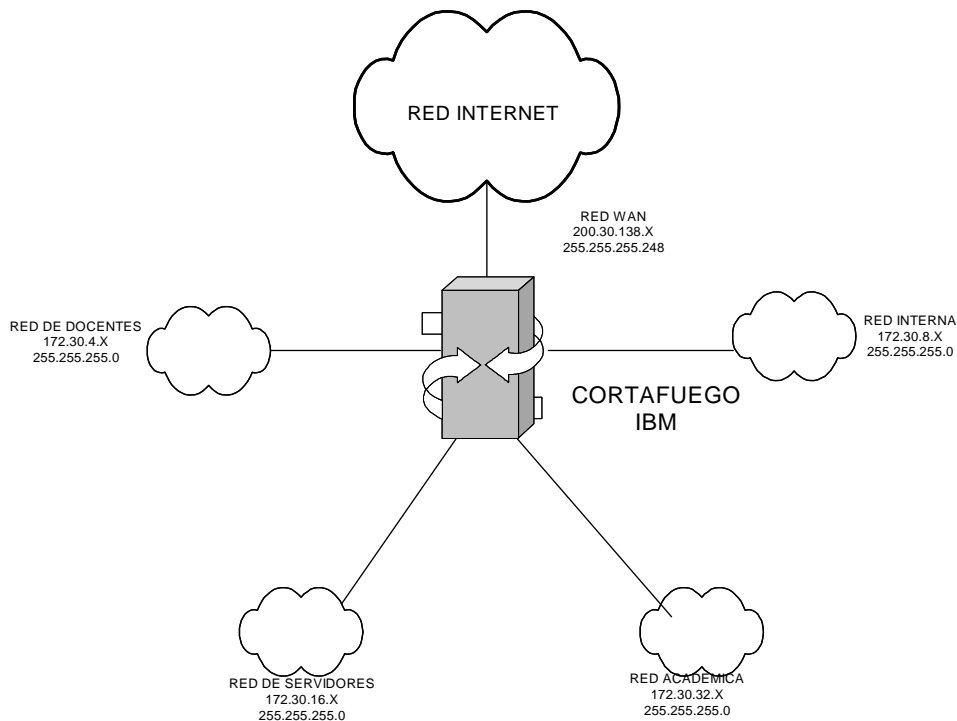 RED INTERNET
RED WAN
200.30.138.X
255.255.255.248
RED DE DOCENTES
172.30.4.X
255.255.255.0
RED INTERNA
172.30.8.X
255.255.255.0
CORTAFUEGO
IBM
RED DE SERVIDORES
172.30.16.X
255.255.255.0
RED ACADEMICA
172.30.32.X
255.255.255.0